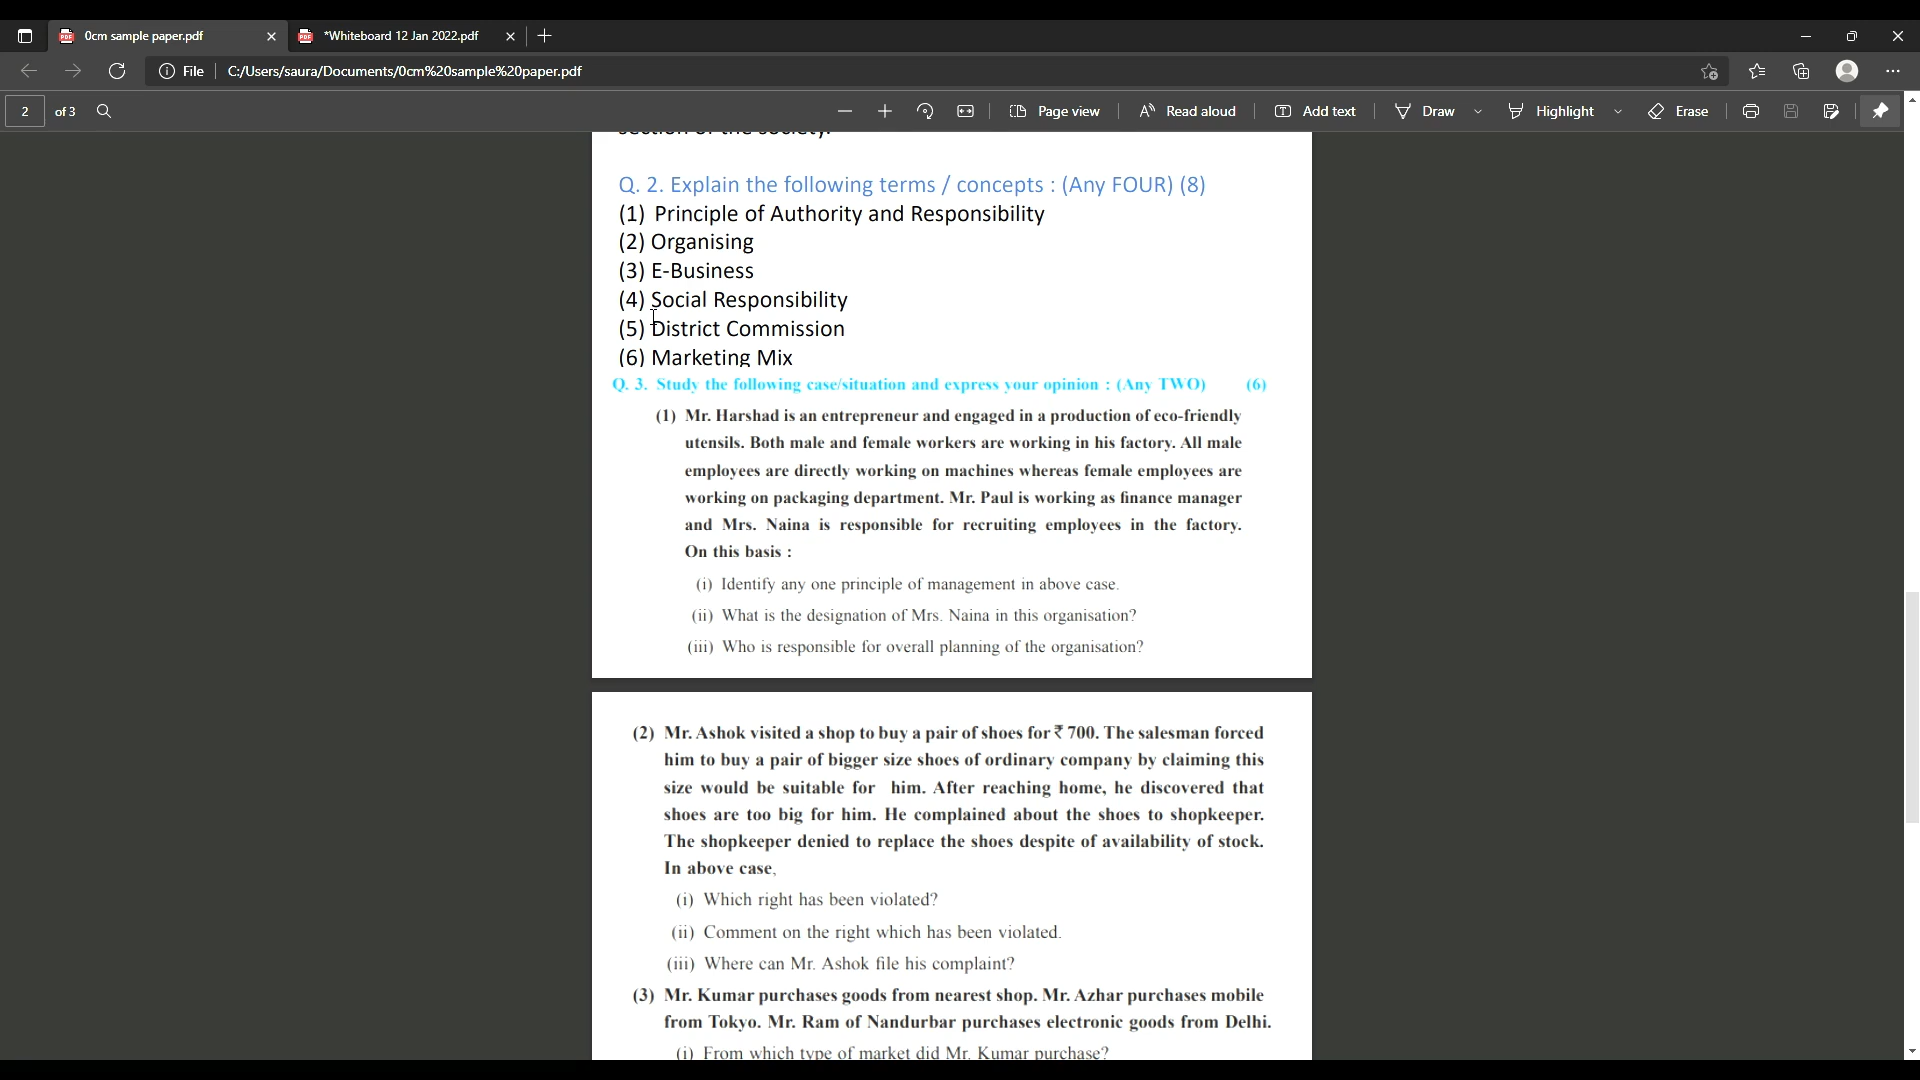 0cm sample paper.pdf
*Whiteboard 12 Jan 2022.pdf
File
C:/Users/saura/Documents/0cm%20sample%20paper.pdf
2 of 3
Page view
Read aloud
Add text
Draw
Highlight
Erase
section of the society.
Q. 2. Explain the following terms / concepts : (Any FOUR) (8)
(1) Principle of Authority and Responsibility
(2) Organising
(3) E-Business
(4) Social Responsibility
(5) District Commission
(6) Marketing Mix
Q. 3. Study the following case/situation and express your opinion : (Any TWO) (6)
(1) Mr. Harshad is an entrepreneur and engaged in a production of eco-friendly
utensils. Both male and female workers are working in his factory. All male
employees are directly working on machines whereas female employees are
working on packaging department. Mr. Paul is working as finance manager
and Mrs. Naina is responsible for recruiting employees in the factory.
On this basis :
(i) Identify any one principle of management in above case.
(ii) What is the designation of Mrs. Naina in this organisation?
(iii) Who is responsible for overall planning of the organisation?
(2) Mr. Ashok visited a shop to buy a pair of shoes for ₹ 700. The salesman forced
him to buy a pair of bigger size shoes of ordinary company by claiming this
size would be suitable for him. After reaching home, he discovered that
shoes are too big for him. He complained about the shoes to shopkeeper.
The shopkeeper denied to replace the shoes despite of availability of stock.
In above case,
(i) Which right has been violated?
(ii) Comment on the right which has been violated.
(iii) Where can Mr. Ashok file his complaint?
(3) Mr. Kumar purchases goods from nearest shop. Mr. Azhar purchases mobile
from Tokyo. Mr. Ram of Nandurbar purchases electronic goods from Delhi.
(i) From which type of market did Mr. Kumar purchase?